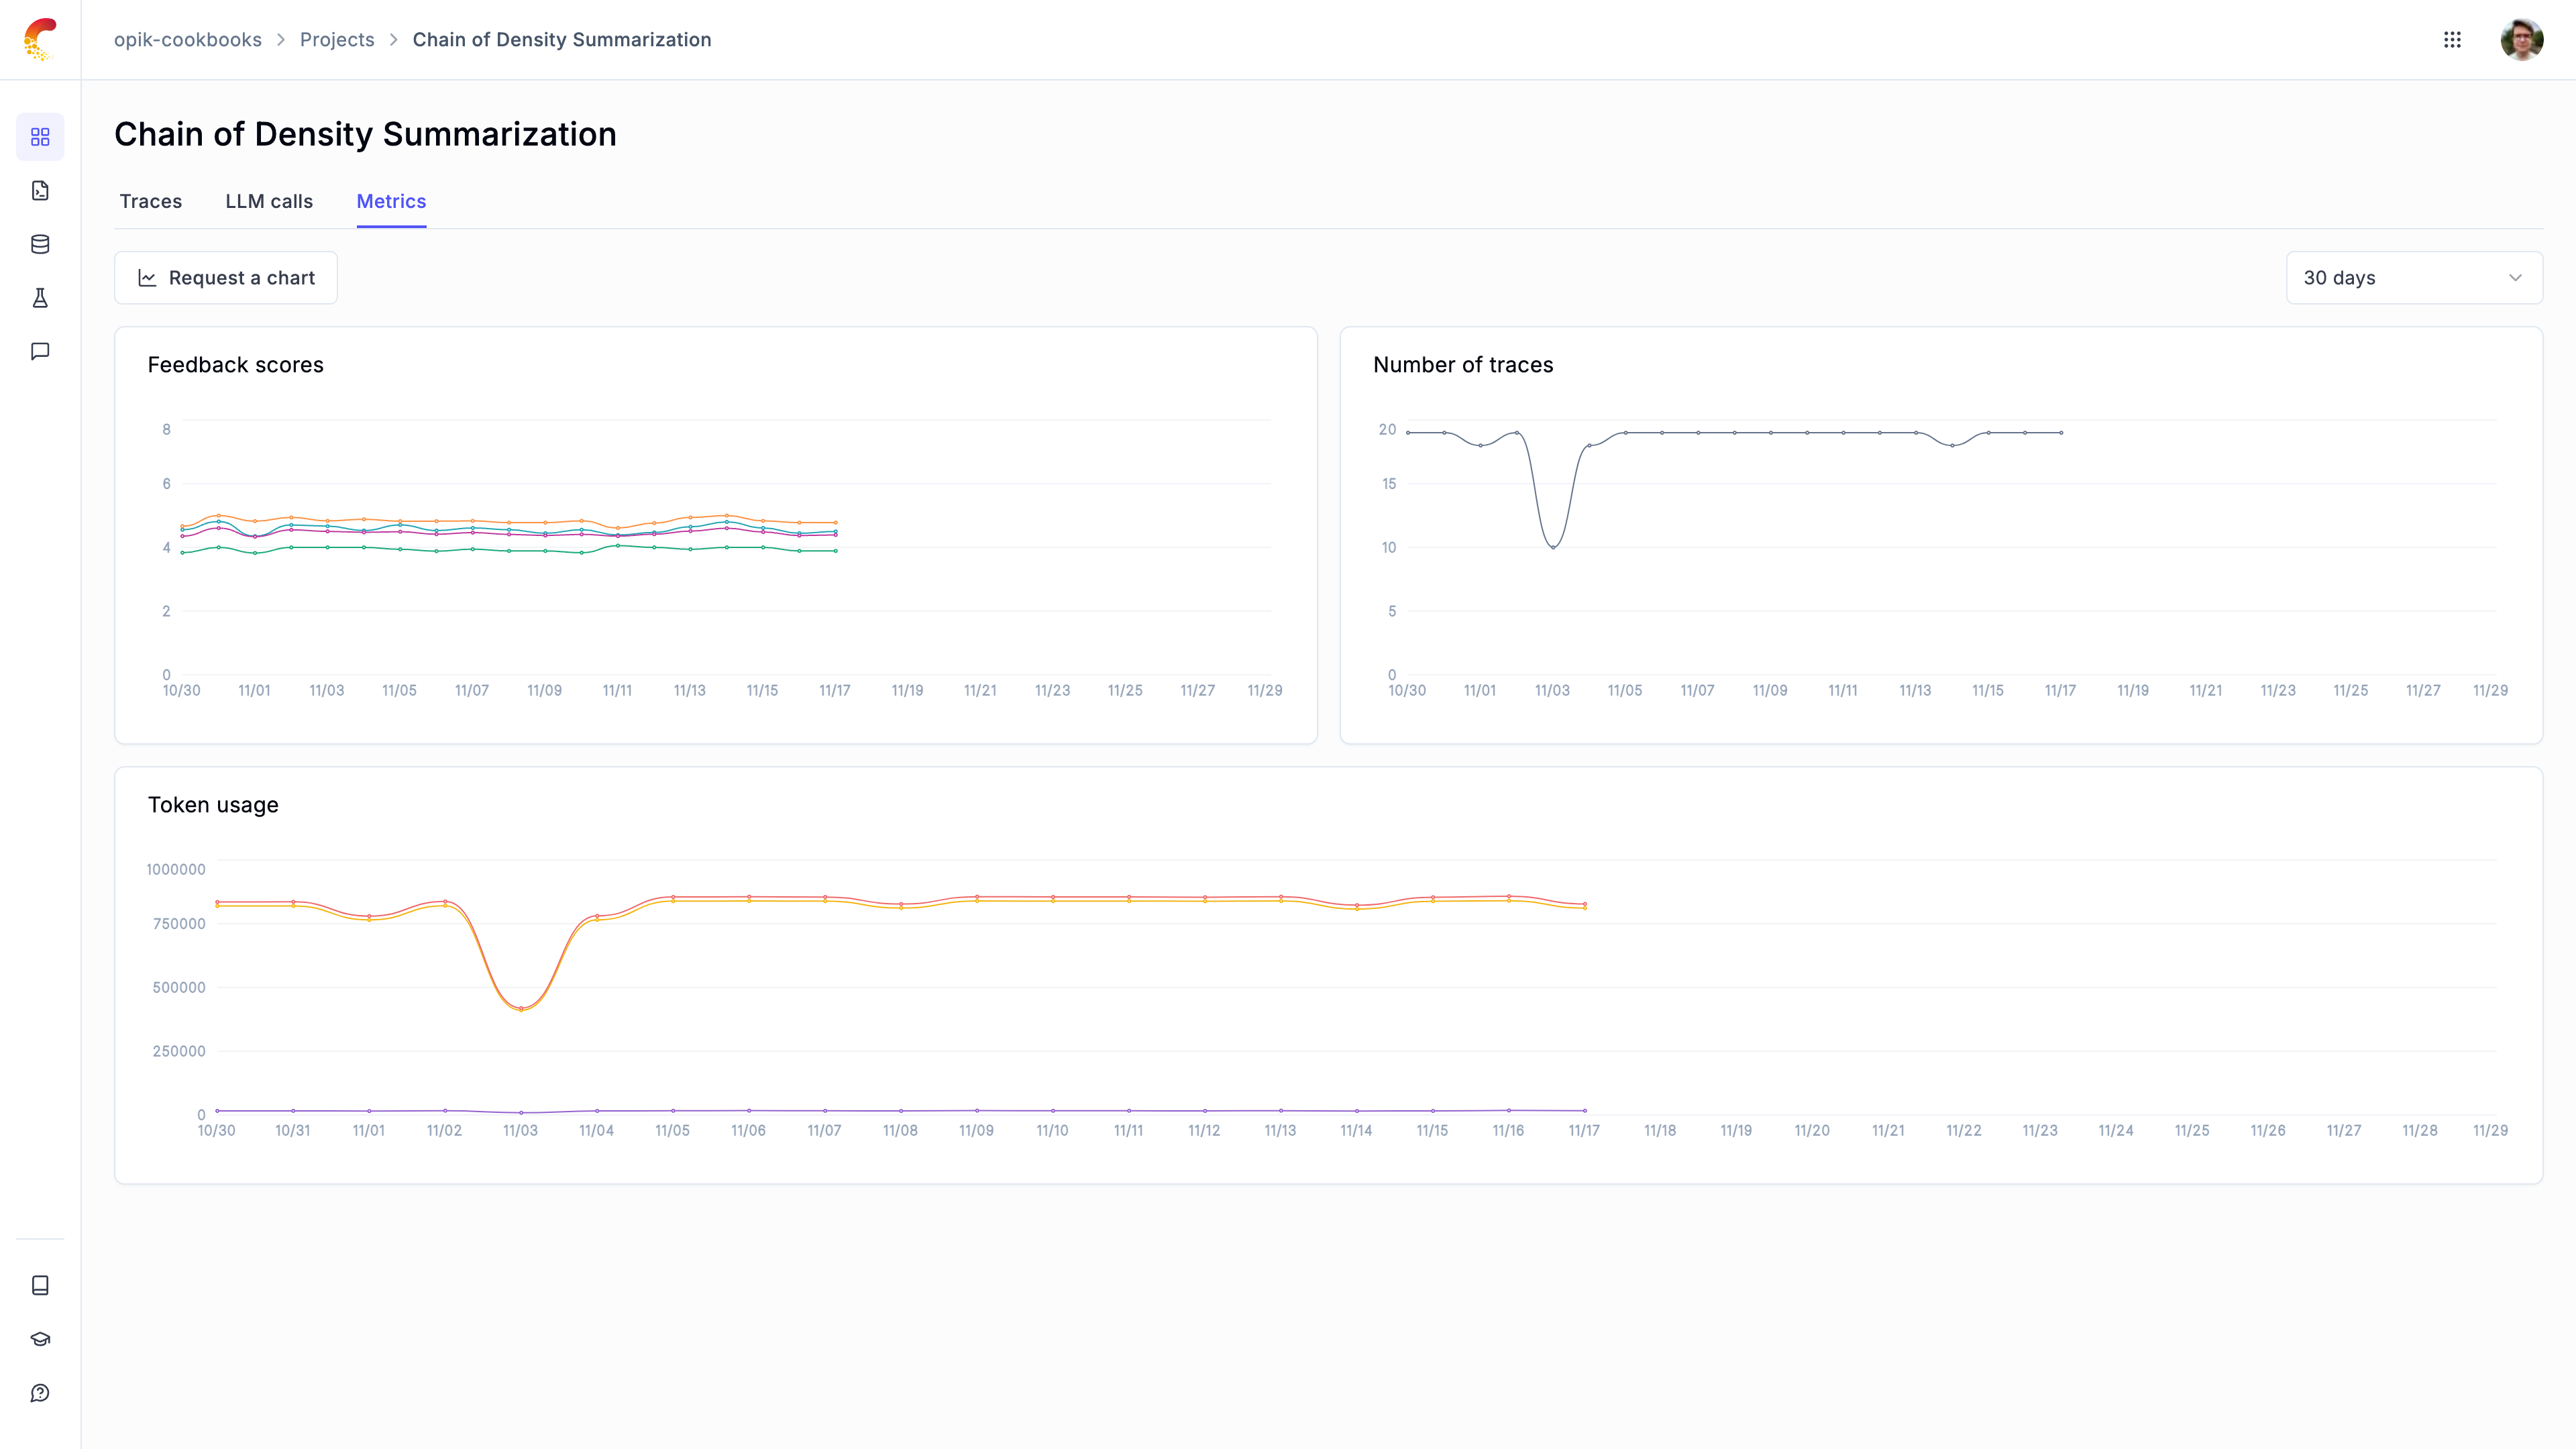 opik-cookbooks > Projects > Chain of Density Summarization
Chain of Density Summarization
Traces LLM calls Metrics
Request a chart
30 days
Feedback scores
8
6
4
2
0
10/30 11/01 11/03 11/05 11/07 11/09 11/11 11/13 11/15 11/17 11/19 11/21 11/23 11/25 11/27 11/29
Number of traces
20
15
10
5
0
10/30 11/01 11/03 11/05 11/07 11/09 11/11 11/13 11/15 11/17 11/19 11/21 11/23 11/25 11/27 11/29
Token usage
1000000
750000
500000
250000
0
10/30 10/31 11/01 11/02 11/03 11/04 11/05 11/06 11/07 11/08 11/09 11/10 11/11 11/12 11/13 11/14 11/15 11/16 11/17 11/18 11/19 11/20 11/21 11/22 11/23 11/24 11/25 11/26 11/27 11/28 11/29